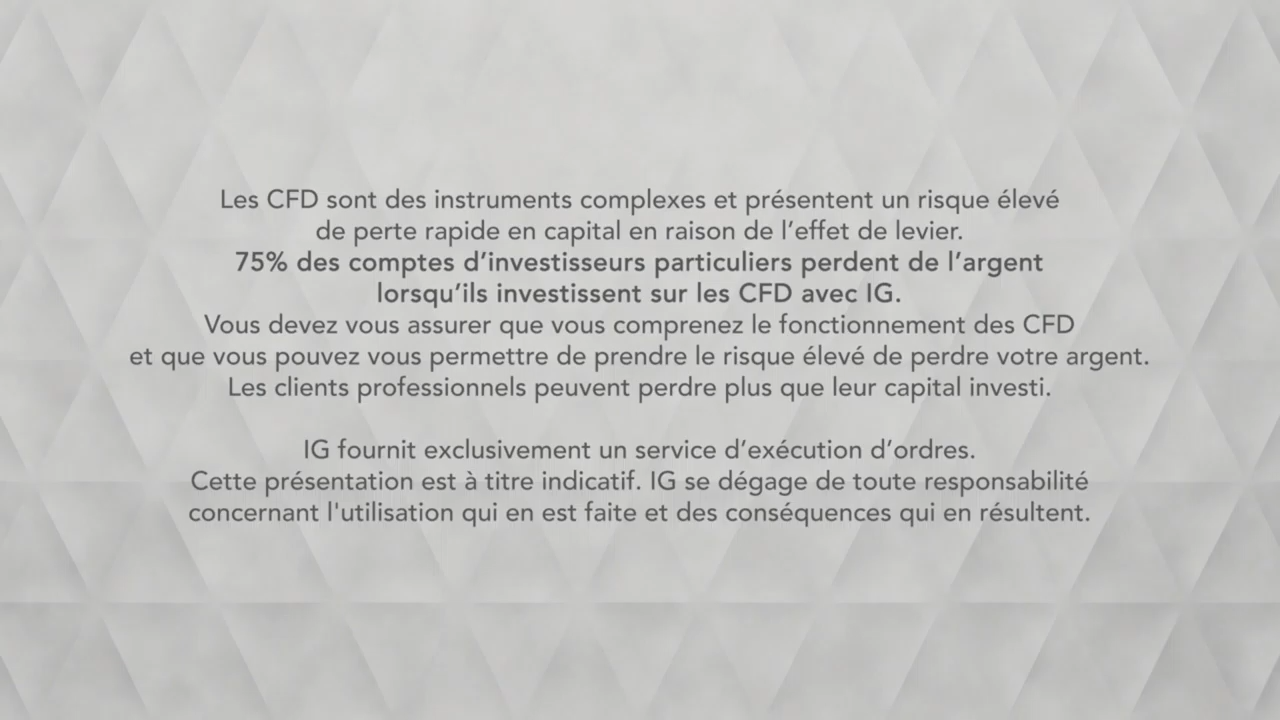 Les CFD sont des instruments complexes et présentent un risque élevé
de perte rapide en capital en raison de l’effet de levier.
75% des comptes d’investisseurs particuliers perdent de l’argent
lorsqu’ils investissent sur les CFD avec IG.
Vous devez vous assurer que vous comprenez le fonctionnement des CFD
et que vous pouvez vous permettre de prendre le risque élevé de perdre votre argent.
Les clients professionnels peuvent perdre plus que leur capital investi.
IG fournit exclusivement un service d’exécution d’ordres.
Cette présentation est à titre indicatif. IG se dégage de toute responsabilité
concernant l'utilisation qui en est faite et des conséquences qui en résultent.